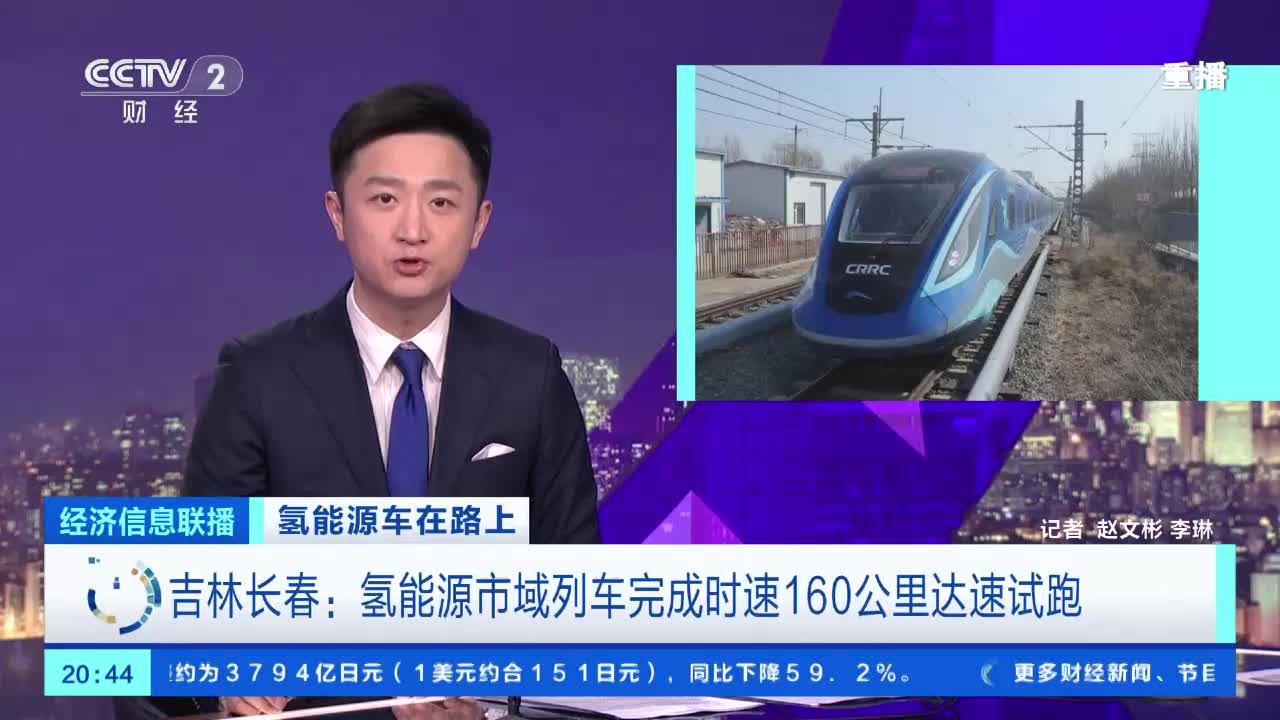 CCTV 2
财 经
重播
CRRC
经济信息联播
氢能源车在路上
记者 赵文彬 李琳
吉林长春：氢能源市域列车完成时速160公里达速试跑
20:44
约为3794亿日元（1美元约合151日元），同比下降59.2%。
更多财经新闻、节目